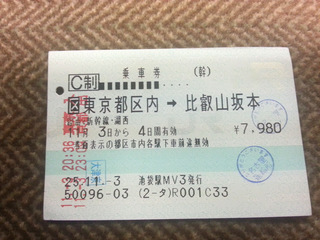 C制 乗車券 (幹)
区 東京都区内 → 比叡山坂本
新幹線・湖西
11月 3日から 4日間有効 ¥7,980
表示の都区市内各駅下車前途無効
25.11.-3 池袋駅MV3発行
50096-03 (2-タ)R001C33